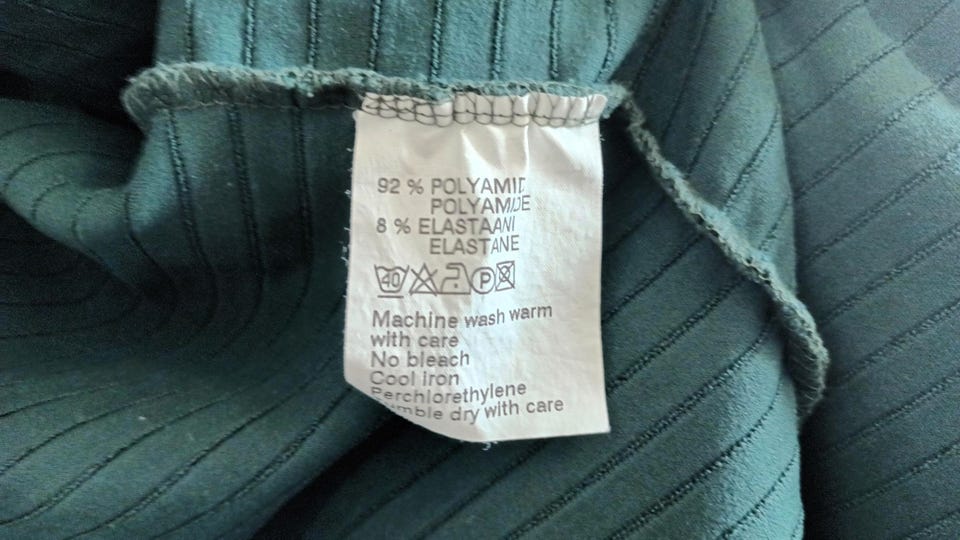 92 % POLYAMID
POLYAMIDE
8 % ELASTAANI
ELASTANE
40 P
Machine wash warm
with care
No bleach
Cool iron
Perchlorethylene
dry with care